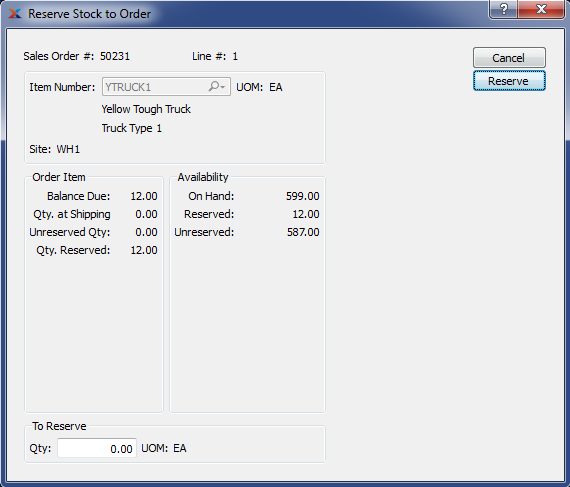 Reserve Stock to Order
Sales Order #: 50231 Line #: 1
Cancel
Reserve
Item Number: YTRUCK1 UOM: EA
Yellow Tough Truck
Truck Type 1
Site: WH1
Order Item
Balance Due: 12.00
Qty. at Shipping 0.00
Unreserved Qty: 0.00
Qty. Reserved: 12.00
Availability
On Hand: 599.00
Reserved: 12.00
Unreserved: 587.00
To Reserve
Qty: 0.00 UOM: EA